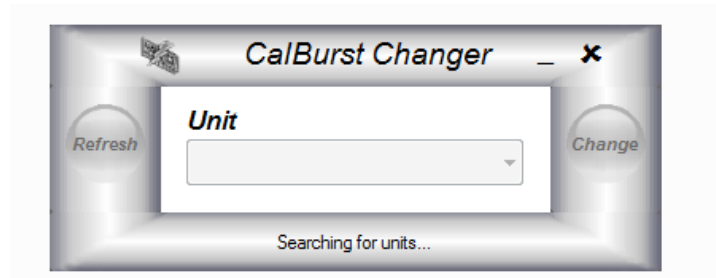 CalBurst Changer
Unit
Refresh
Change
Searching for units...